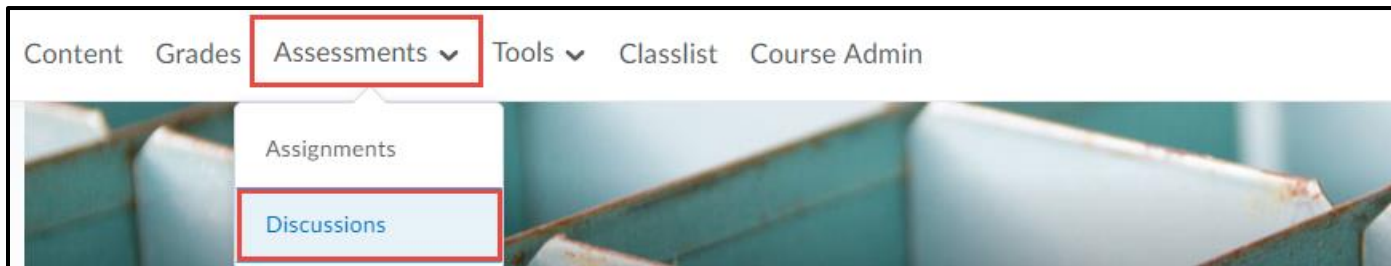 Content Grades Assessments Tools Classlist Course Admin
Assignments
Discussions